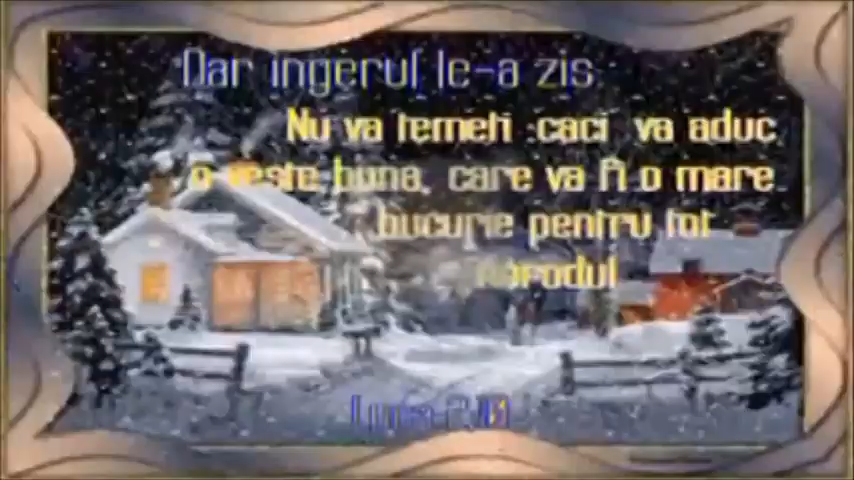 Dar ingerul le-a zis
Nu va temeti caci va aduc
o veste buna, care va fi o mare
bucurie pentru tot
norodul